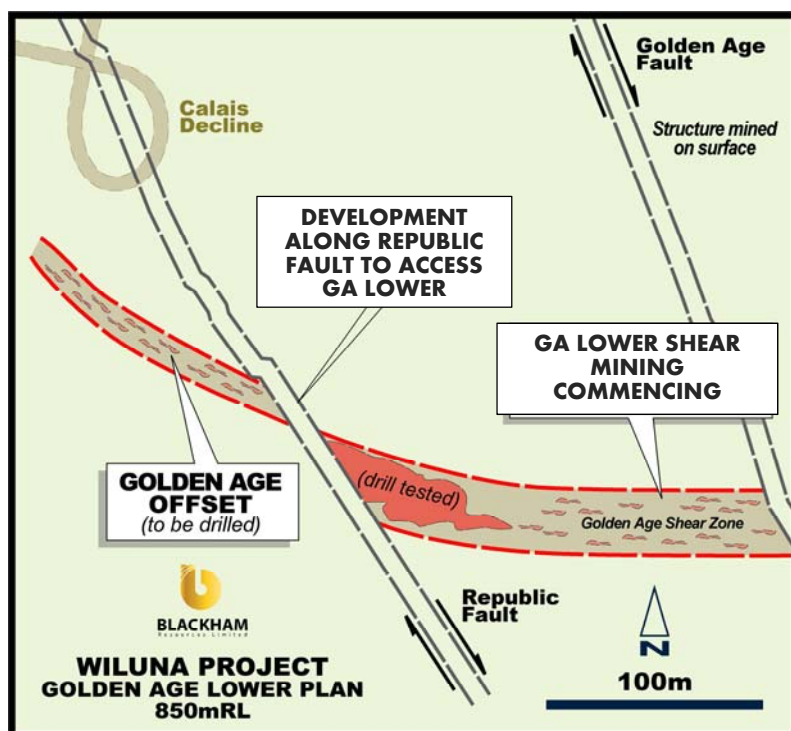 Golden Age
Fault
Calais
Decline
Structure mined
on surface
DEVELOPMENT
ALONG REPUBLIC
FAULT TO ACCESS
GA LOWER
GA LOWER SHEAR
MINING
COMMENCING
GOLDEN AGE
OFFSET
(to be drilled)
(drill tested)
Golden Age Shear Zone
BLACKHAM
Resources Limited
Republic
Fault
N
WILUNA PROJECT
GOLDEN AGE LOWER PLAN
850mRL
100m